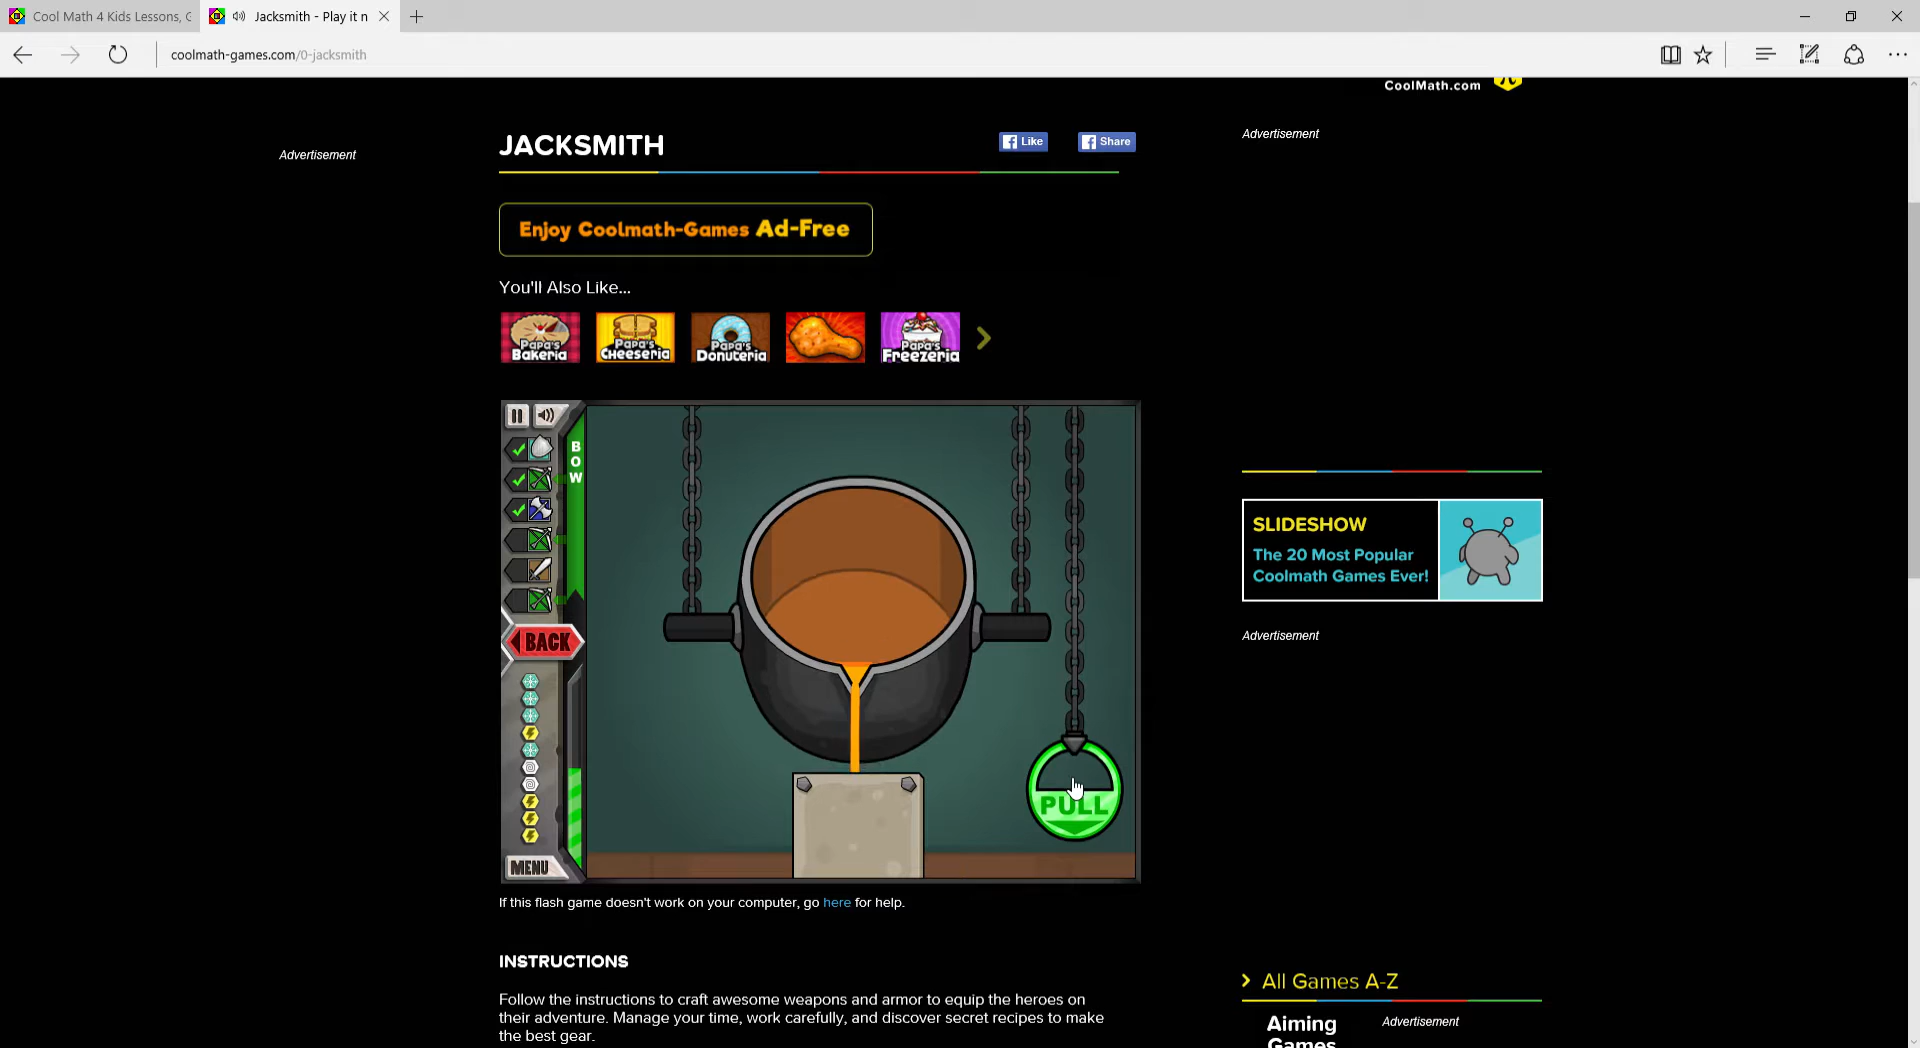 Cool Math 4 Kids Lessons, G
Jacksmith - Play it n
coolmath-games.com/0-jacksmith
CoolMath.com
Advertisement
JACKSMITH
Like
Share
Advertisement
Enjoy Coolmath-Games Ad-Free
You'll Also Like...
Papa's Bakeria
Papa's Cheeseria
Papa's Donuteria
Papa's Freezeria
BOW
BACK
PULL
MENU
SLIDESHOW
The 20 Most Popular
Coolmath Games Ever!
Advertisement
If this flash game doesn't work on your computer, go here for help.
INSTRUCTIONS
Follow the instructions to craft awesome weapons and armor to equip the heroes on
their adventure. Manage your time, work carefully, and discover secret recipes to make
the best gear.
All Games A-Z
Aiming
Games
Advertisement